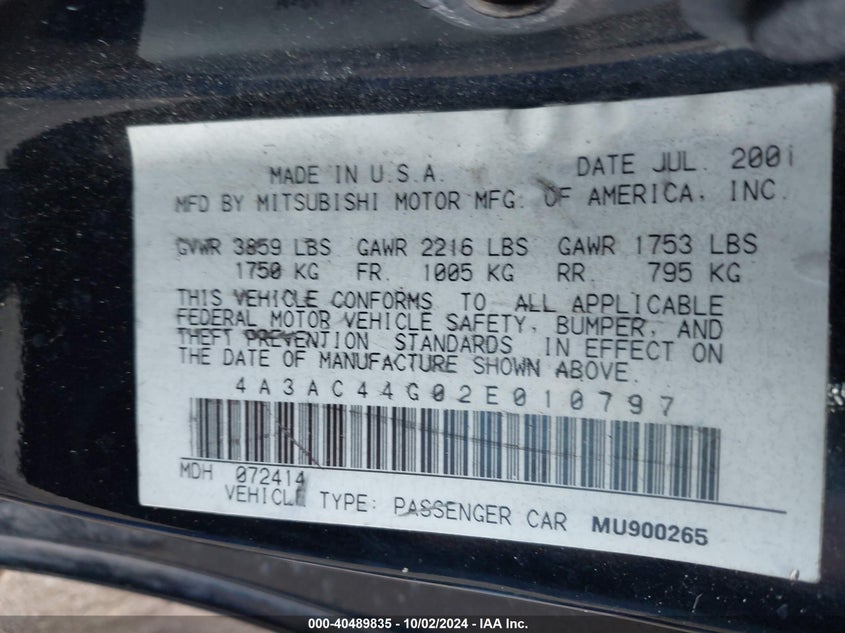 MADE IN U.S.A. DATE JUL. 2001
MFD BY MITSUBISHI MOTOR MFG. OF AMERICA, INC.
GVWR 3859 LBS GAWR 2216 LBS GAWR 1753 LBS
1750 KG FR. 1005 KG RR. 795 KG
THIS VEHICLE CONFORMS TO ALL APPLICABLE
FEDERAL MOTOR VEHICLE SAFETY, BUMPER, AND
THEFT PREVENTION STANDARDS IN EFFECT ON
THE DATE OF MANUFACTURE SHOWN ABOVE.
4A3AC44G02E010797
MDH 072414
VEHICLE TYPE: PASSENGER CAR MU900265
000-40489835 - 10/02/2024 - IAA Inc.